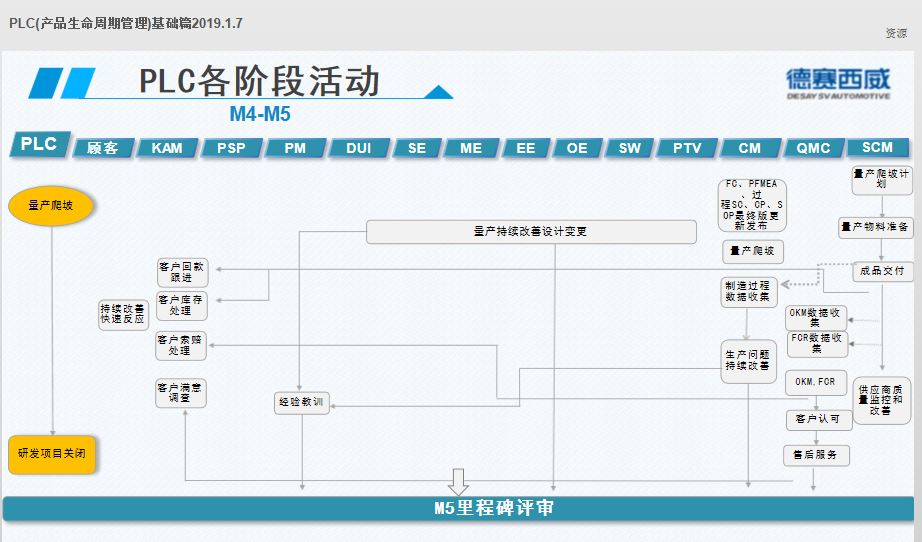 PLC(产品生命周期管理)基础篇2019.1.7
资源
PLC各阶段活动
德赛西威
DESAY SV AUTOMOTIVE
M4-M5
PLC
顾客
KAM
PSP
PM
DUI
SE
ME
EE
OE
SW
PTV
CM
QMC
SCM
量产爬坡
量产爬坡计
划
FC、PFMEA
、过
程SC、CP、S
OP最终版更
新发布
量产物料准备
量产持续改善设计变更
量产爬坡
客户回款
跟进
成品交付
制造过程
数据收集
客户库存
处理
持续改善
快速反应
OKM数据收
集
FCR数据收
集
客户索赔
处理
生产问题
持续改善
客户满意
调查
OKM,FCR
供应商质
量监控和
改善
经验教训
客户认可
研发项目关闭
售后服务
M5里程碑评审